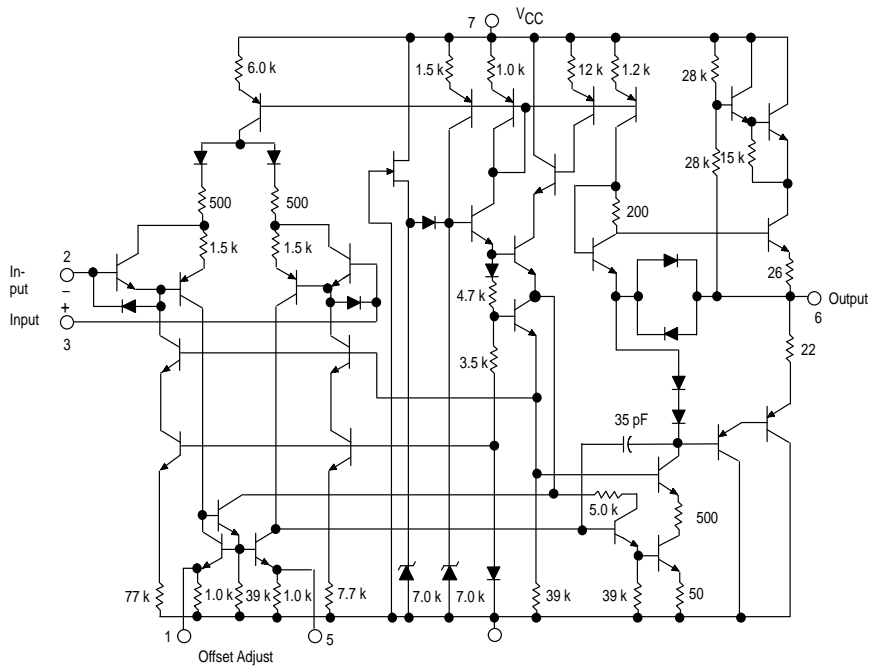 7 VCC
6.0 k
1.5 k
1.0 k
12 k
1.2 k
28 k
28 k
15 k
500
500
200
2
1.5 k
1.5 k
In-
put
−
26
4.7 k
+
Input
3
Output
6
3.5 k
22
35 pF
5.0 k
500
77 k
1.0 k
39 k
1.0 k
7.7 k
7.0 k
7.0 k
39 k
39 k
50
1
5
Offset Adjust